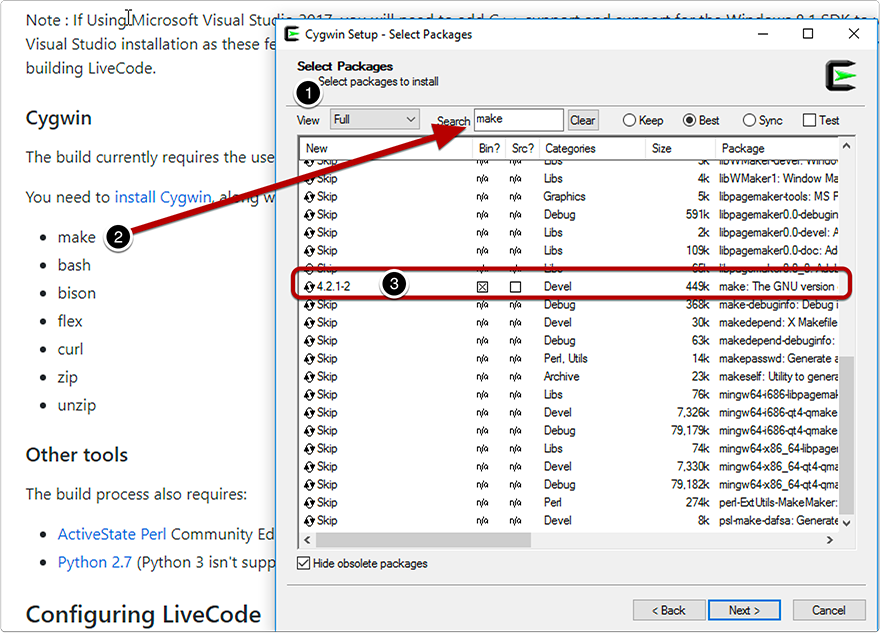 Note : If Using Microsoft Visual Studio 2017, you will need to add C++ support and support for the Windows 8.1 SDK to
Visual Studio installation as these fe
building LiveCode.
Cygwin
The build currently requires the use
You need to install Cygwin, along w
make
bash
bison
flex
curl
zip
unzip
Other tools
The build process also requires:
ActiveState Perl Community Ed
Python 2.7 (Python 3 isn't supp
Configuring LiveCode
Cygwin Setup - Select Packages
Select Packages
Select packages to install
1
View Full Search make Clear Keep Best Sync Test
2
3
New Bin? Src? Categories Size Package
Skip n/a n/a Libs 3k libWMaker-devel: Windo
Skip n/a n/a Libs 4k libWMaker1: Window Ma
Skip n/a n/a Graphics 5k libpagemaker-tools: MS F
Skip n/a n/a Debug 591k libpagemaker0.0-debugin
Skip n/a n/a Libs 2k libpagemaker0.0-devel: A
Skip n/a n/a Libs 109k libpagemaker0.0-doc: Ad
Skip n/a n/a Libs 65k libpagemaker0.0_0: Adob
4.2.1-2 Devel 449k make: The GNU version
Skip n/a n/a Debug 368k make-debuginfo: Debug i
Skip n/a n/a Devel 30k makedepend: X Makefile
Skip n/a n/a Debug 63k makedepend-debuginfo:
Skip n/a n/a Perl, Utils 14k makepasswd: Generate a
Skip n/a n/a Archive 23k makeself: Utility to genera
Skip n/a n/a Libs 76k mingw64-i686-libpagemak
Skip n/a n/a Devel 7,326k mingw64-i686-qt4-qmake
Skip n/a n/a Debug 79,179k mingw64-i686-qt4-qmake
Skip n/a n/a Libs 74k mingw64-x86_64-libpagen
Skip n/a n/a Devel 7,330k mingw64-x86_64-qt4-qma
Skip n/a n/a Debug 79,182k mingw64-x86_64-qt4-qma
Skip n/a n/a Perl 274k perl-ExtUtils-MakeMaker:
Skip n/a n/a Devel 8k psl-make-dafsa: Generate
Hide obsolete packages
< Back Next > Cancel